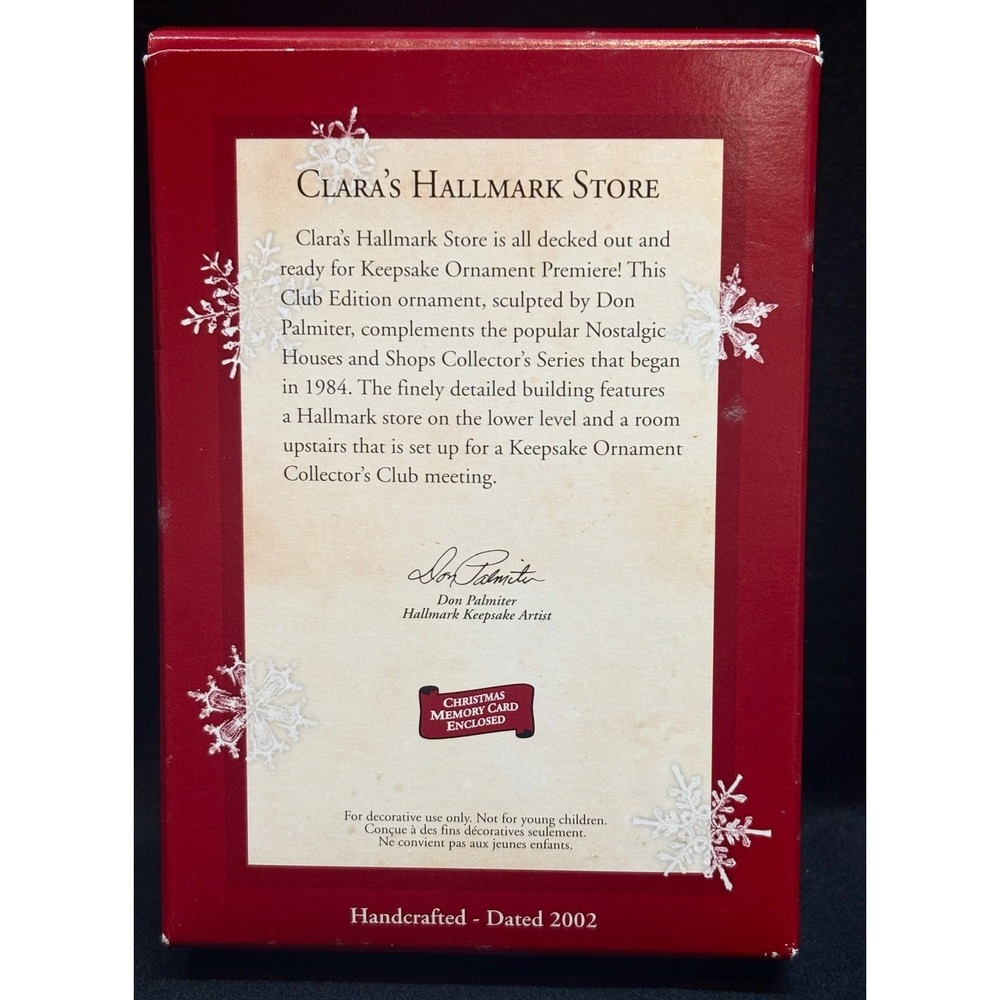 CLARA'S HALLMARK STORE
Clara's Hallmark Store is all decked out and
ready for Keepsake Ornament Premiere! This
Club Edition ornament, sculpted by Don
Palmiter, complements the popular Nostalgic
Houses and Shops Collector's Series that began
in 1984. The finely detailed building features
a Hallmark store on the lower level and a room
upstairs that is set up for a Keepsake Ornament
Collector's Club meeting.
Don Palmiter
Don Palmiter
Hallmark Keepsake Artist
CHRISTMAS
MEMORY CARD
ENCLOSED
For decorative use only. Not for young children.
Conçue à des fins décoratives seulement.
Ne convient pas aux jeunes enfants.
Handcrafted - Dated 2002